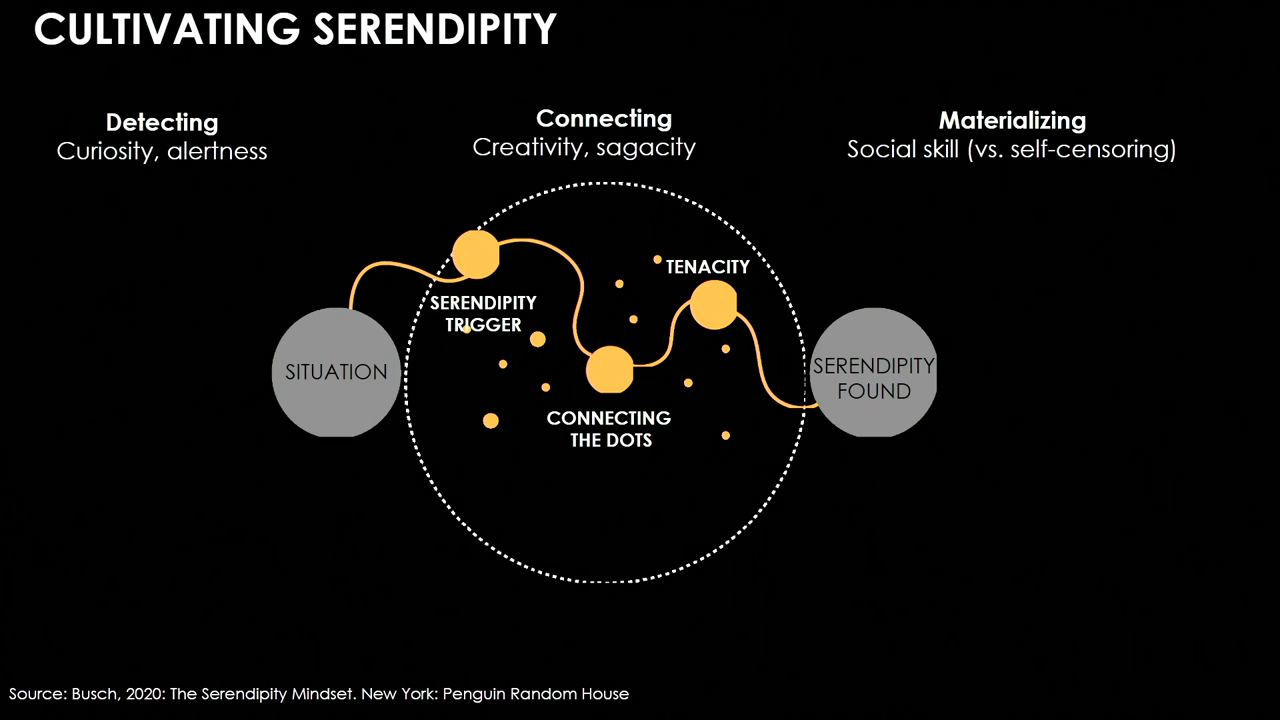 CULTIVATING SERENDIPITY
Detecting
Curiosity, alertness
Connecting
Creativity, sagacity
Materializing
Social skill (vs. self-censoring)
SERENDIPITY
TRIGGER
TENACITY
SITUATION
CONNECTING
THE DOTS
SERENDIPITY
FOUND
Source: Busch, 2020: The Serendipity Mindset. New York: Penguin Random House